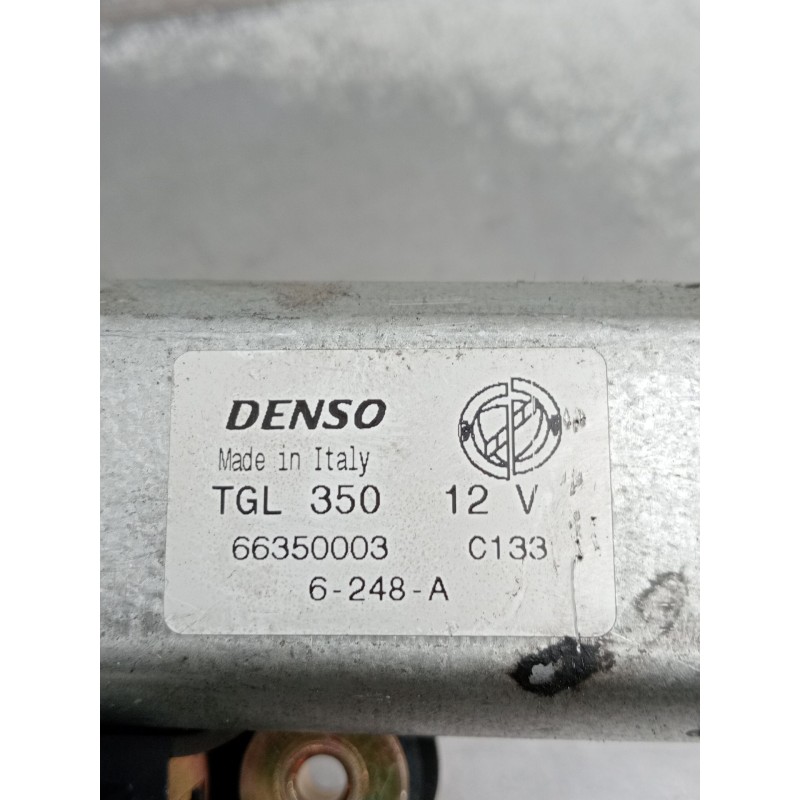 DENSO
Made in Italy
TGL 350 12 V
66350003 C133
6-248-A